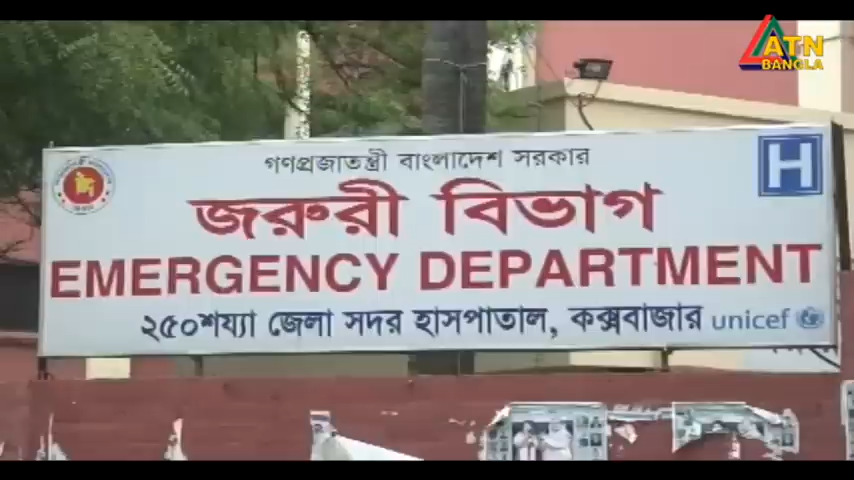 ATN
BANGLA
গণপ্রজাতন্ত্রী বাংলাদেশ সরকার
H
জরুরী বিভাগ
EMERGENCY DEPARTMENT
২৫০শয্যা জেলা সদর হাসপাতাল, কক্সবাজার unicef